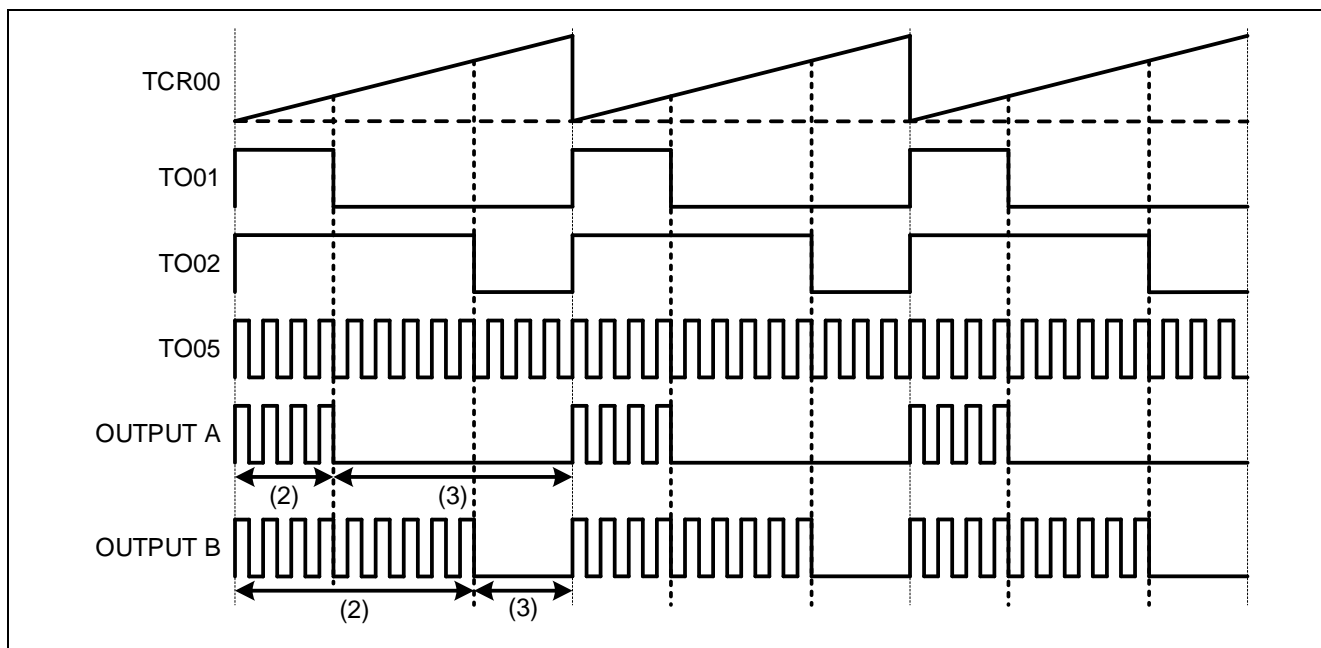 TCR00
TO01
TO02
TO05
OUTPUT A
(2) (3)
OUTPUT B
(2) (3)